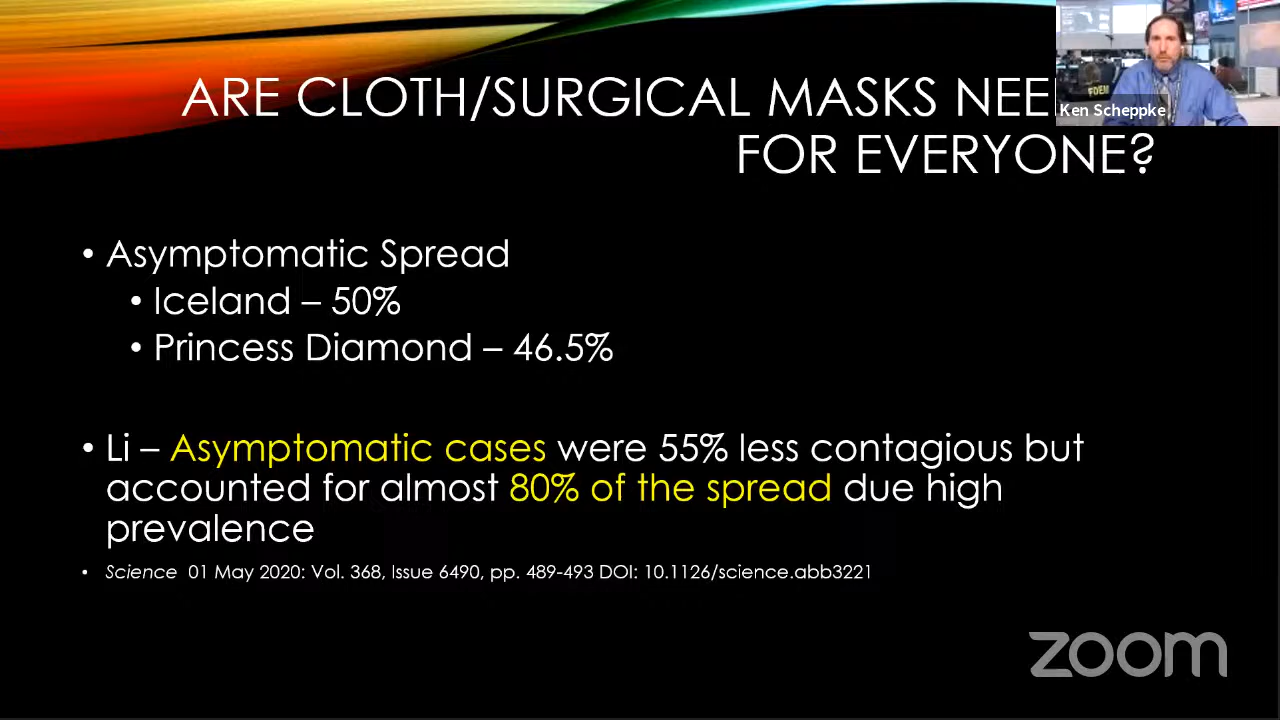 ARE CLOTH/SURGICAL MASKS NEE
FOR EVERYONE?
Ken Scheppke
FDEM
• Asymptomatic Spread
• Iceland – 50%
• Princess Diamond – 46.5%
• Li – Asymptomatic cases were 55% less contagious but
accounted for almost 80% of the spread due high
prevalence
• Science 01 May 2020: Vol. 368, Issue 6490, pp. 489-493 DOI: 10.1126/science.abb3221
zoom